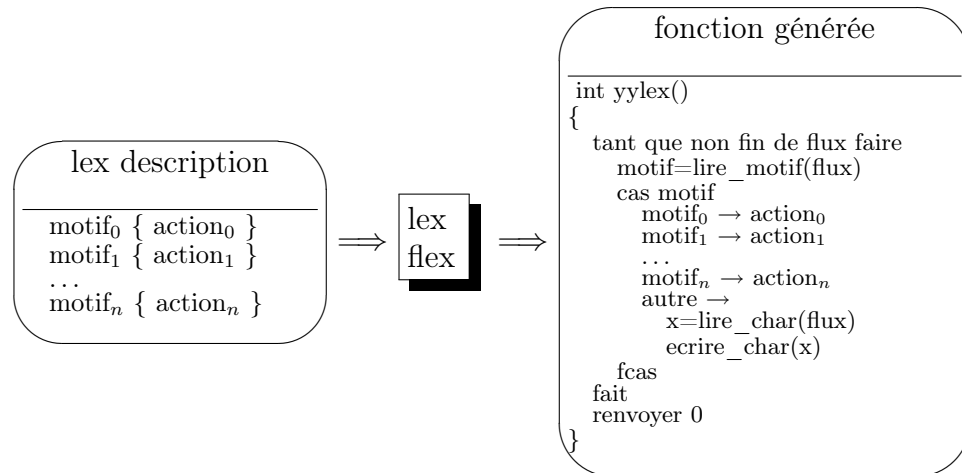 lex description
motif₀ { action₀ }
motif₁ { action₁ }
...
motifₙ { actionₙ }
⟹
lex
flex
⟹
fonction générée
int yylex()
{
tant que non fin de flux faire
motif=lire_motif(flux)
cas motif
motif₀ → action₀
motif₁ → action₁
...
motifₙ → actionₙ
autre →
x=lire_char(flux)
ecrire_char(x)
fcas
fait
renvoyer 0
}